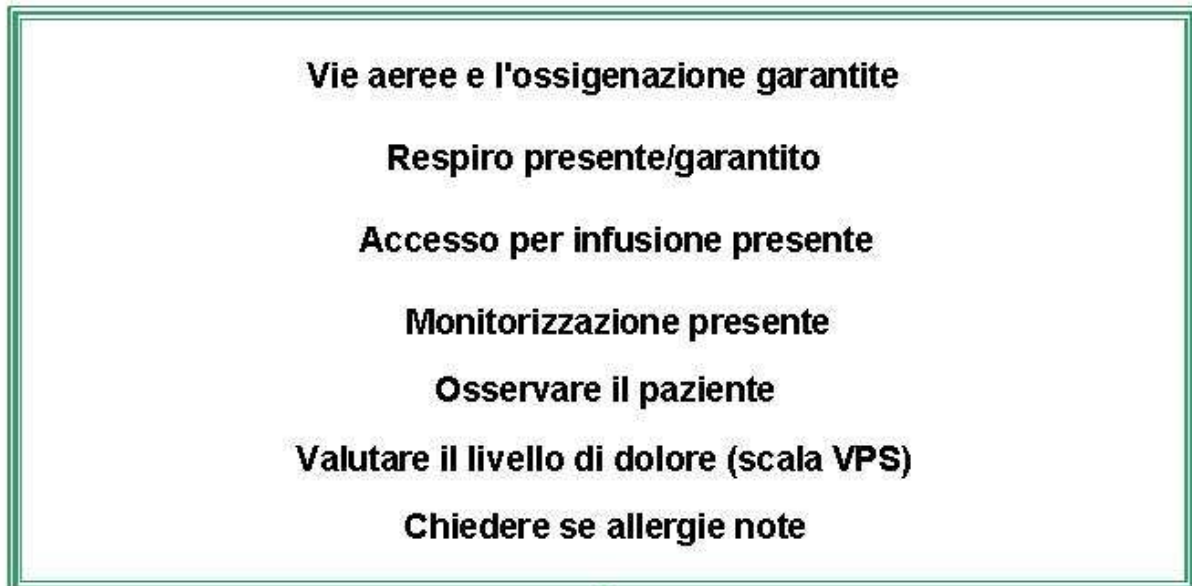 Vie aeree e l'ossigenazione garantite
Respiro presente/garantito
Accesso per infusione presente
Monitorizzazione presente
Osservare il paziente
Valutare il livello di dolore (scala VPS)
Chiedere se allergie note